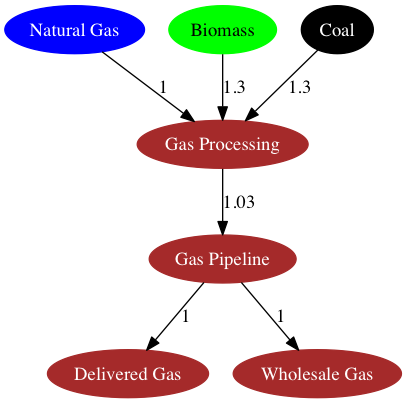 Natural Gas
Biomass
Coal
1
1.3
1.3
Gas Processing
1.03
Gas Pipeline
1
1
Delivered Gas
Wholesale Gas